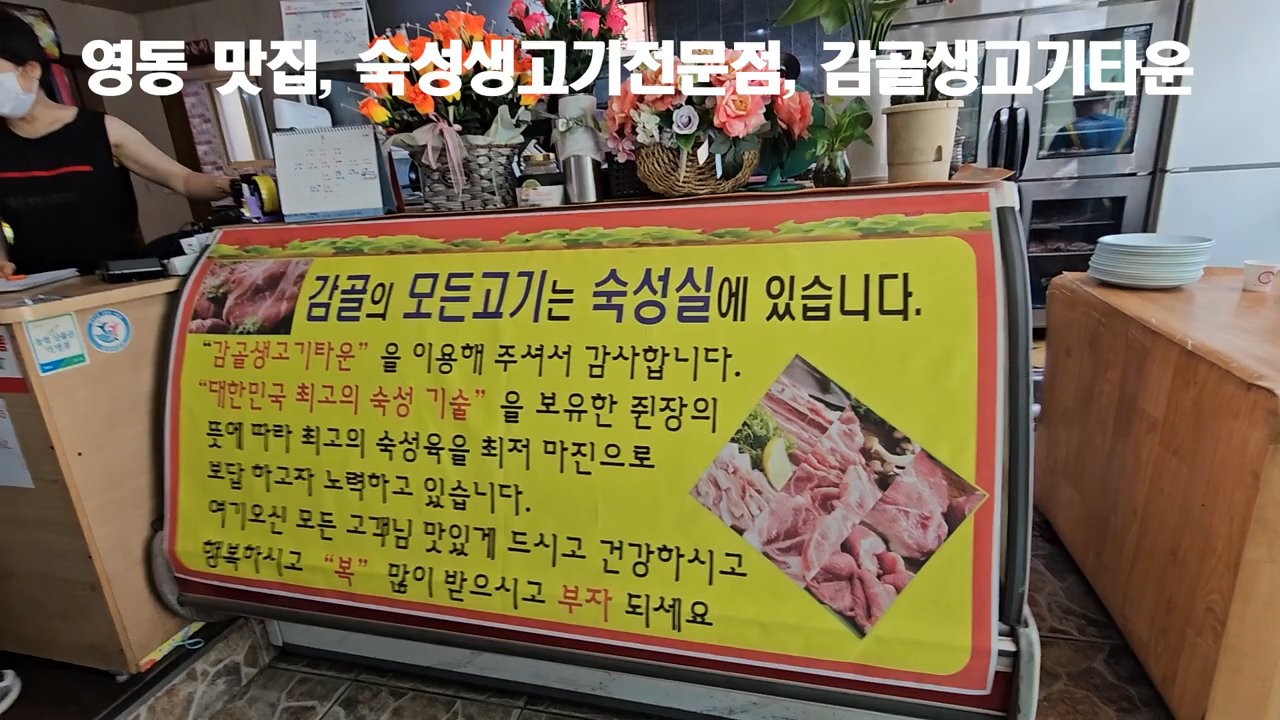 영동 맛집, 숙성생고기전문점, 감골생고기타운
감골의 모든고기는 숙성실에 있습니다.
“감골생고기타운” 을 이용해 주셔서 감사합니다.
“대한민국 최고의 숙성 기술” 을 보유한 쥔장의
뜻에 따라 최고의 숙성육을 최저 마진으로
보답 하고자 노력하고 있습니다.
여기오신 모든 고객님 맛있게 드시고 건강하시고
행복하시고 “복” 많이 받으시고 부자 되세요